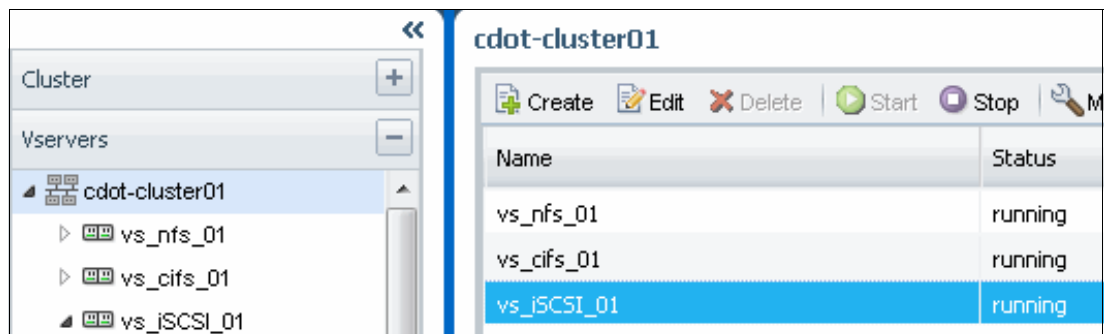 Cluster
Vservers
cdot-cluster01
vs_nfs_01
vs_cifs_01
vs_iSCSI_01
cdot-cluster01
Create Edit Delete Start Stop M
Name Status
vs_nfs_01 running
vs_cifs_01 running
vs_iSCSI_01 running